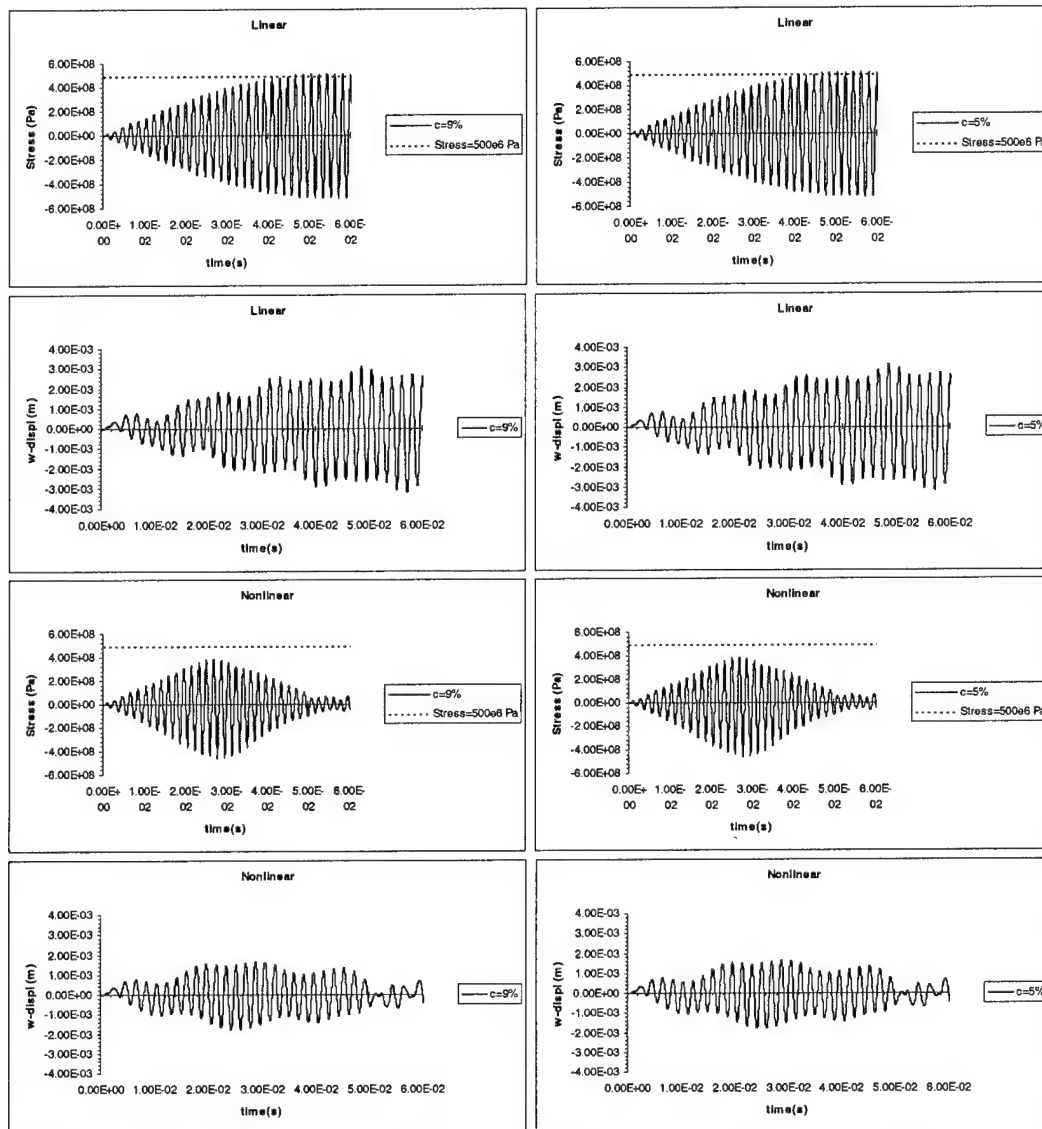 Linear
6.00E+08
4.00E+08
2.00E+08
0.00E+00
-2.00E+08
-4.00E+08
-6.00E+08
Stress (Pa)
0.00E+ 1.00E- 2.00E- 3.00E- 4.00E- 5.00E- 6.00E-
00 02 02 02 02 02 02
time(s)
c=9%
Stress=500e6 Pa
Linear
6.00E+08
4.00E+08
2.00E+08
0.00E+00
-2.00E+08
-4.00E+08
-6.00E+08
Stress (Pa)
0.00E+ 1.00E- 2.00E- 3.00E- 4.00E- 5.00E- 6.00E-
00 02 02 02 02 02 02
time(s)
c=5%
Stress=500e6 Pa
Linear
4.00E-03
3.00E-03
2.00E-03
1.00E-03
0.00E+00
-1.00E-03
-2.00E-03
-3.00E-03
-4.00E-03
w-displ (m)
0.00E+00 1.00E-02 2.00E-02 3.00E-02 4.00E-02 5.00E-02 6.00E-02
time(s)
c=9%
Linear
4.00E-03
3.00E-03
2.00E-03
1.00E-03
0.00E+00
-1.00E-03
-2.00E-03
-3.00E-03
-4.00E-03
w-displ (m)
0.00E+00 1.00E-02 2.00E-02 3.00E-02 4.00E-02 5.00E-02 6.00E-02
time(s)
c=5%
Nonlinear
6.00E+08
4.00E+08
2.00E+08
0.00E+00
-2.00E+08
-4.00E+08
-6.00E+08
Stress (Pa)
0.00E+ 1.00E- 2.00E- 3.00E- 4.00E- 5.00E- 6.00E-
00 02 02 02 02 02 02
time(s)
c=9%
Stress=500e6 Pa
Nonlinear
6.00E+08
4.00E+08
2.00E+08
0.00E+00
-2.00E+08
-4.00E+08
-6.00E+08
Stress (Pa)
0.00E+ 1.00E- 2.00E- 3.00E- 4.00E- 5.00E- 6.00E-
00 02 02 02 02 02 02
time(s)
c=5%
Stress=500e6 Pa
Nonlinear
4.00E-03
3.00E-03
2.00E-03
1.00E-03
0.00E+00
-1.00E-03
-2.00E-03
-3.00E-03
-4.00E-03
w-displ (m)
0.00E+00 1.00E-02 2.00E-02 3.00E-02 4.00E-02 5.00E-02 6.00E-02
time(s)
c=9%
Nonlinear
4.00E-03
3.00E-03
2.00E-03
1.00E-03
0.00E+00
-1.00E-03
-2.00E-03
-3.00E-03
-4.00E-03
w-displ (m)
0.00E+00 1.00E-02 2.00E-02 3.00E-02 4.00E-02 5.00E-02 6.00E-02
time(s)
c=5%